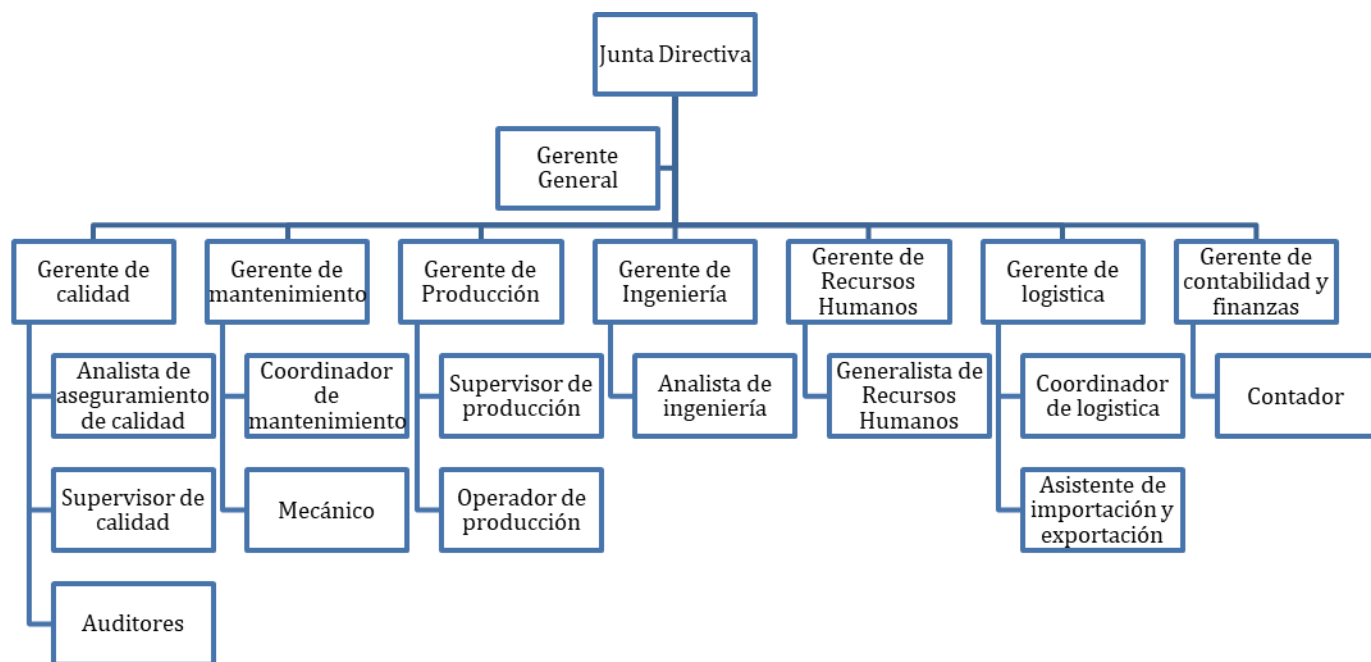 Junta Directiva
Gerente
General
Gerente de
calidad
Gerente de
mantenimiento
Gerente de
Producción
Gerente de
Ingeniería
Gerente de
Recursos
Humanos
Gerente de
logistica
Gerente de
contabilidad y
finanzas
Analista de
aseguramiento
de calidad
Coordinador
de
mantenimiento
Supervisor de
producción
Analista de
ingeniería
Generalista de
Recursos
Humanos
Coordinador
de logistica
Contador
Supervisor de
calidad
Mecánico
Operador de
producción
Asistente de
importación y
exportación
Auditores